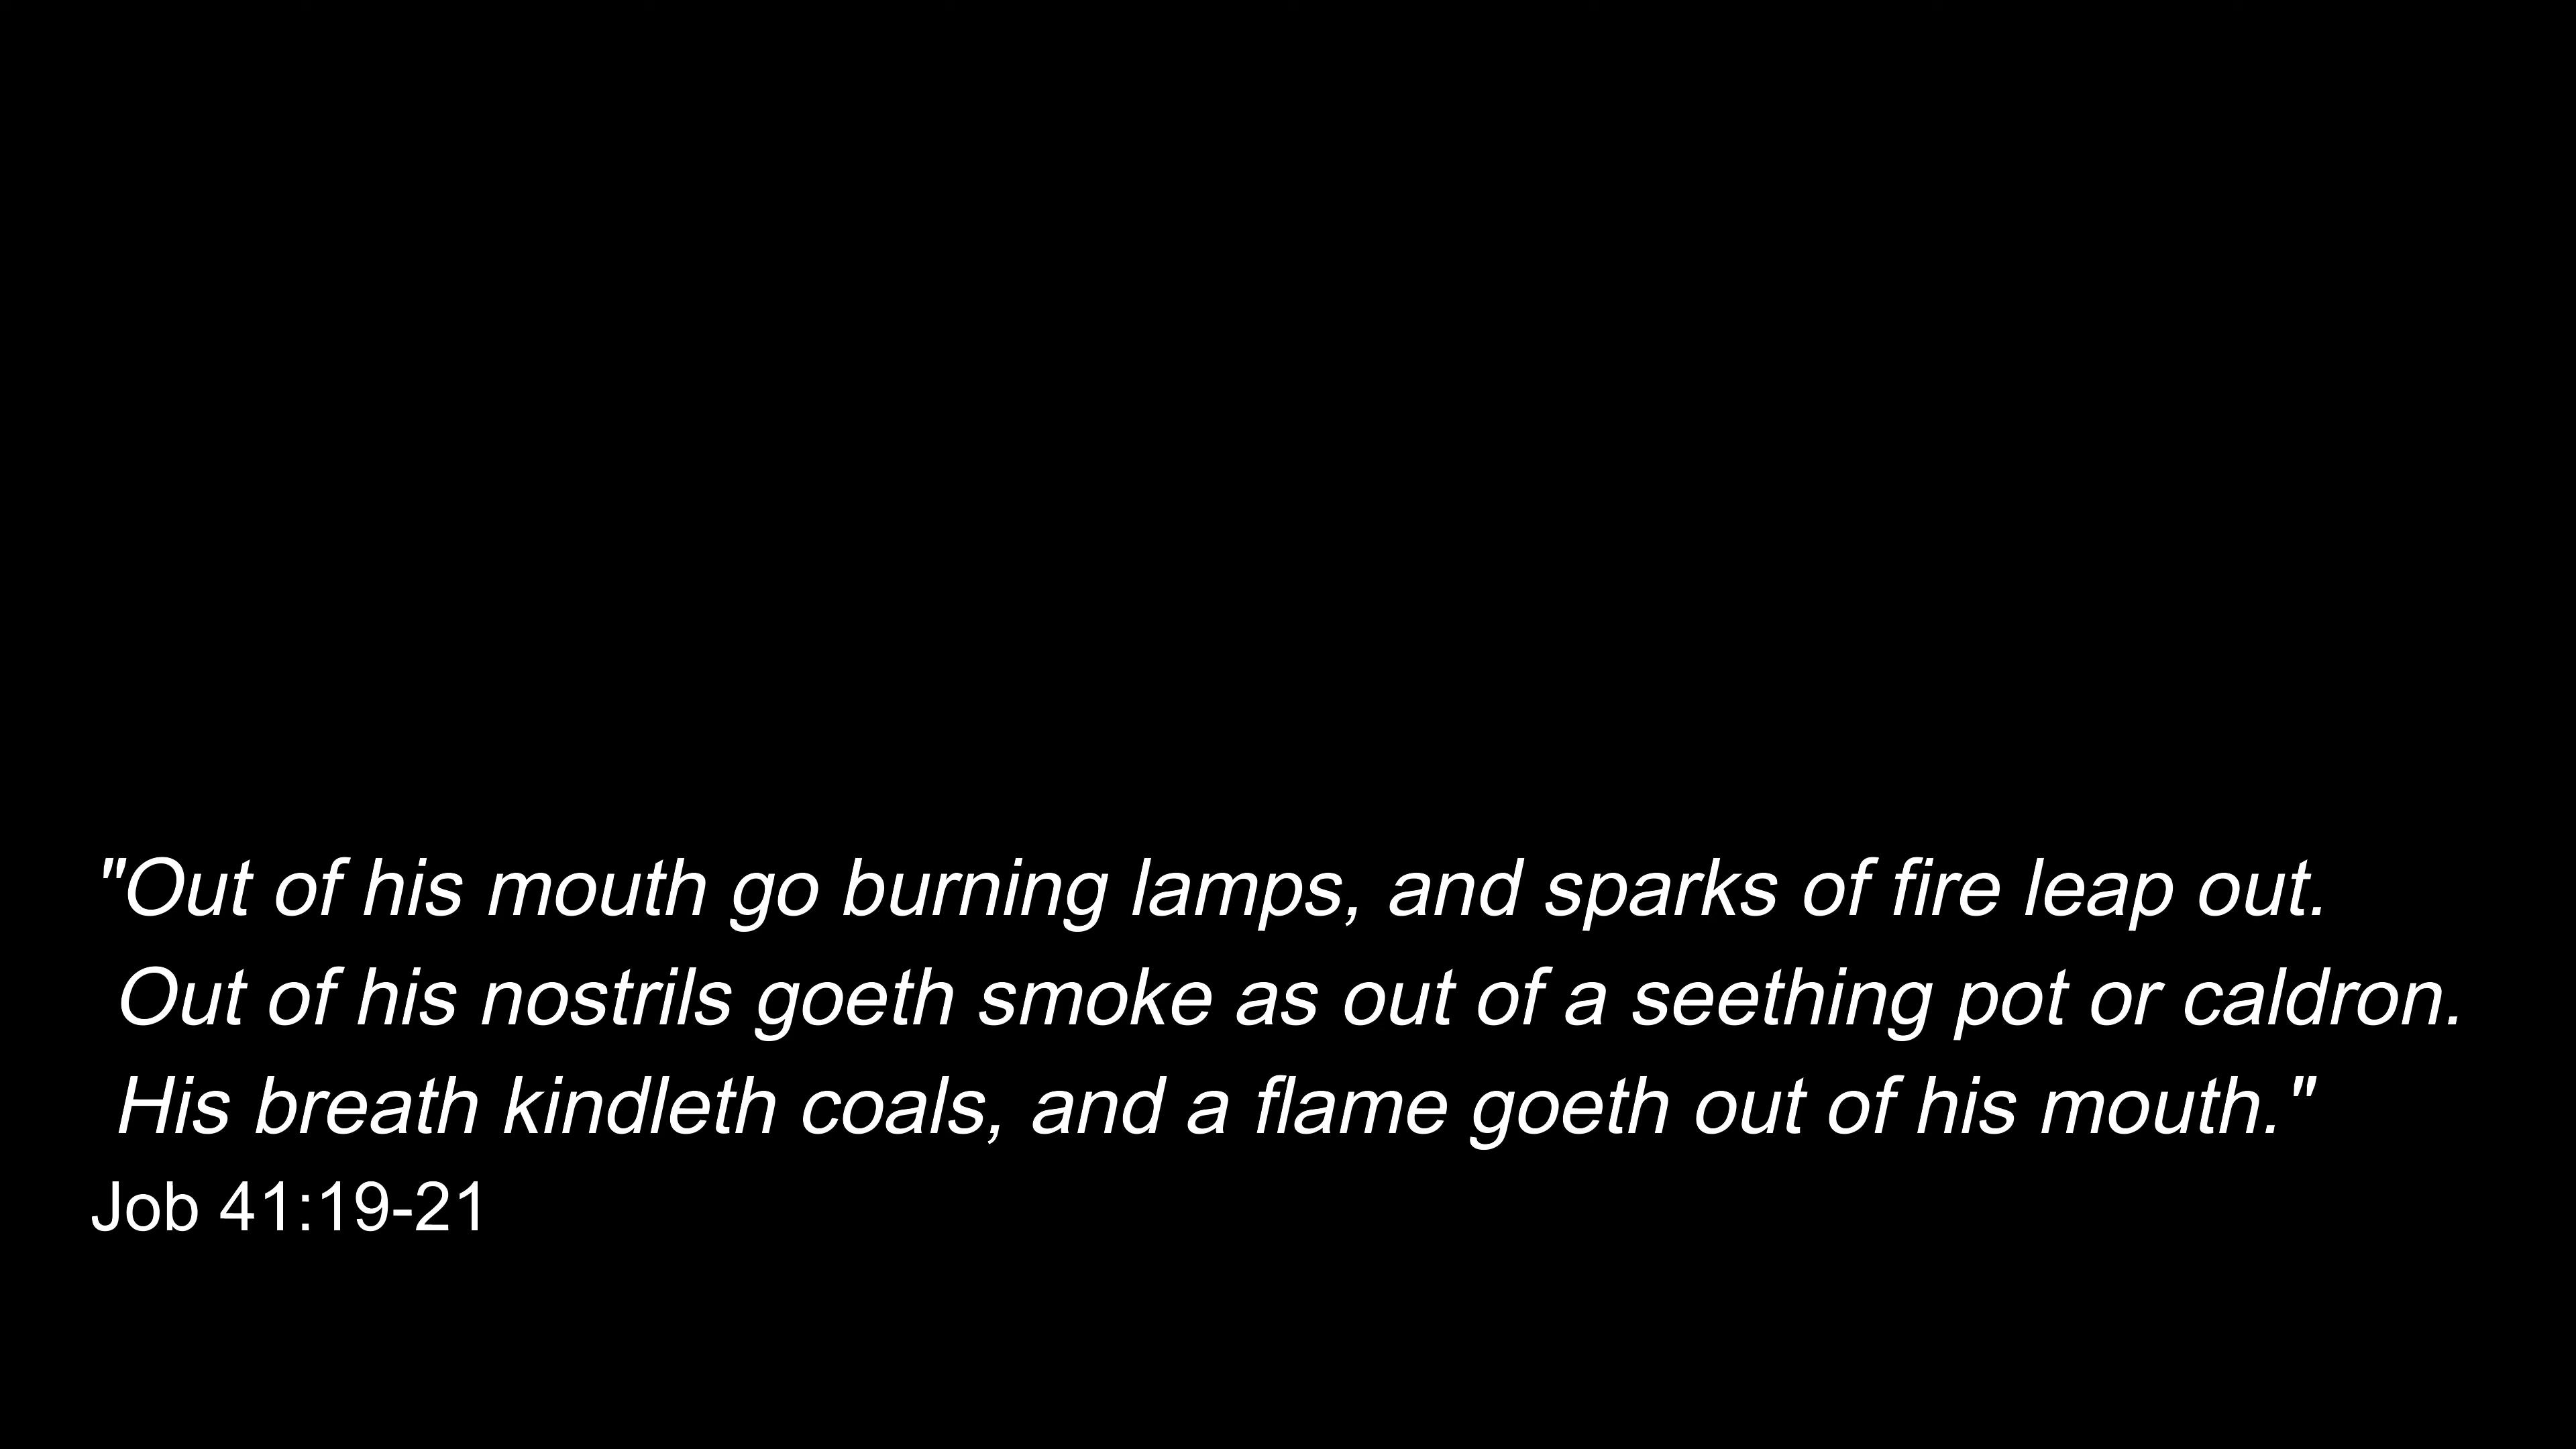 "Out of his mouth go burning lamps, and sparks of fire leap out.
Out of his nostrils goeth smoke as out of a seething pot or caldron.
His breath kindleth coals, and a flame goeth out of his mouth."
Job 41:19-21